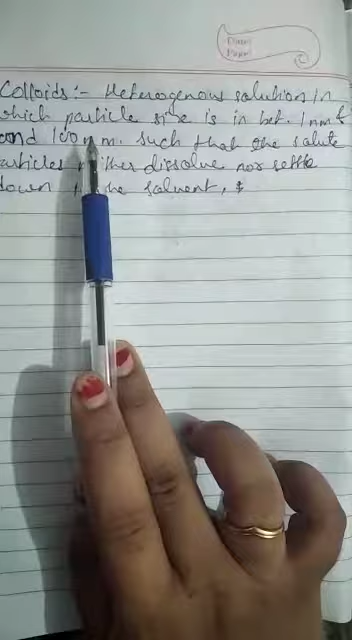 Colloids :- Heterogenous solution in
which particle size is in bet. 1nm &
and 100nm. such that the solute
particles neither dissolve nor settle
down the solvent,